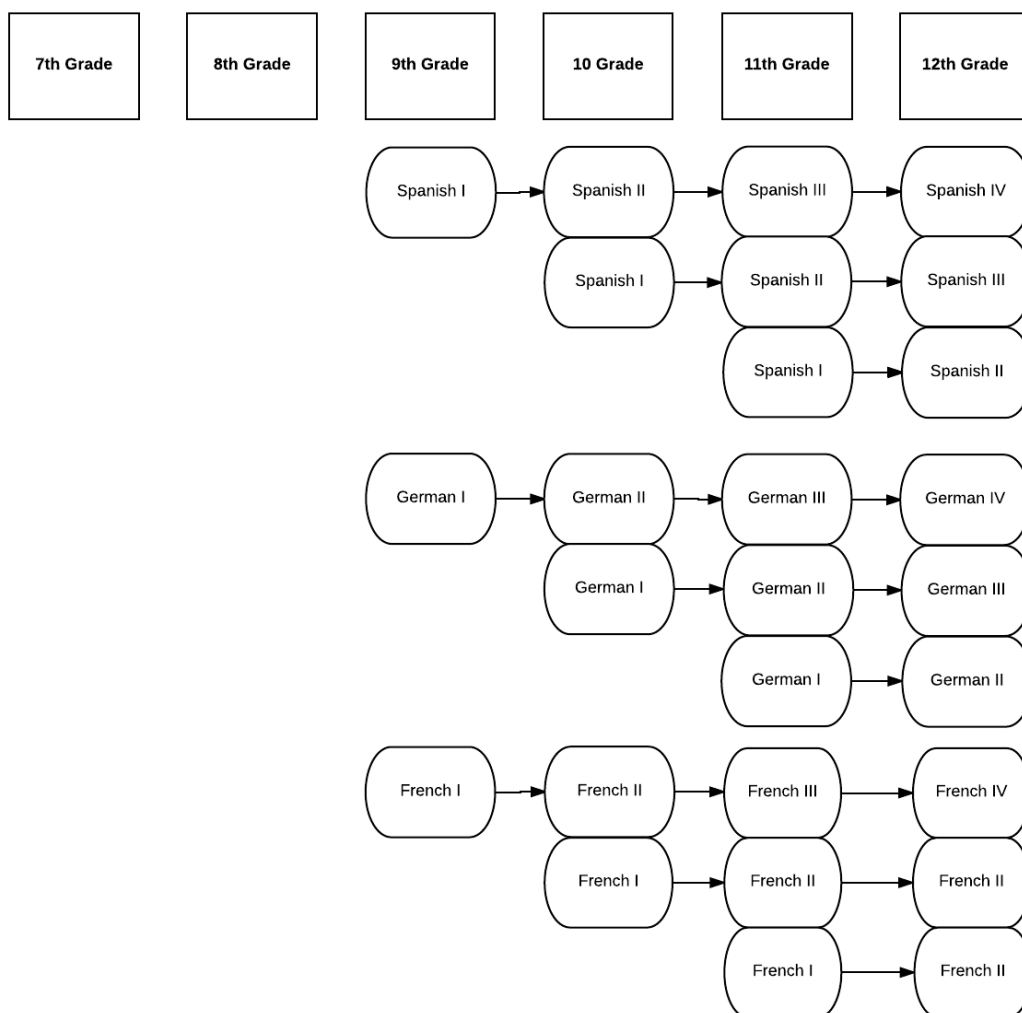 7th Grade
8th Grade
9th Grade
10 Grade
11th Grade
12th Grade
Spanish I
Spanish II
Spanish III
Spanish IV
Spanish I
Spanish II
Spanish III
Spanish I
Spanish II
German I
German II
German III
German IV
German I
German II
German III
German I
German II
French I
French II
French III
French IV
French I
French II
French II
French I
French II